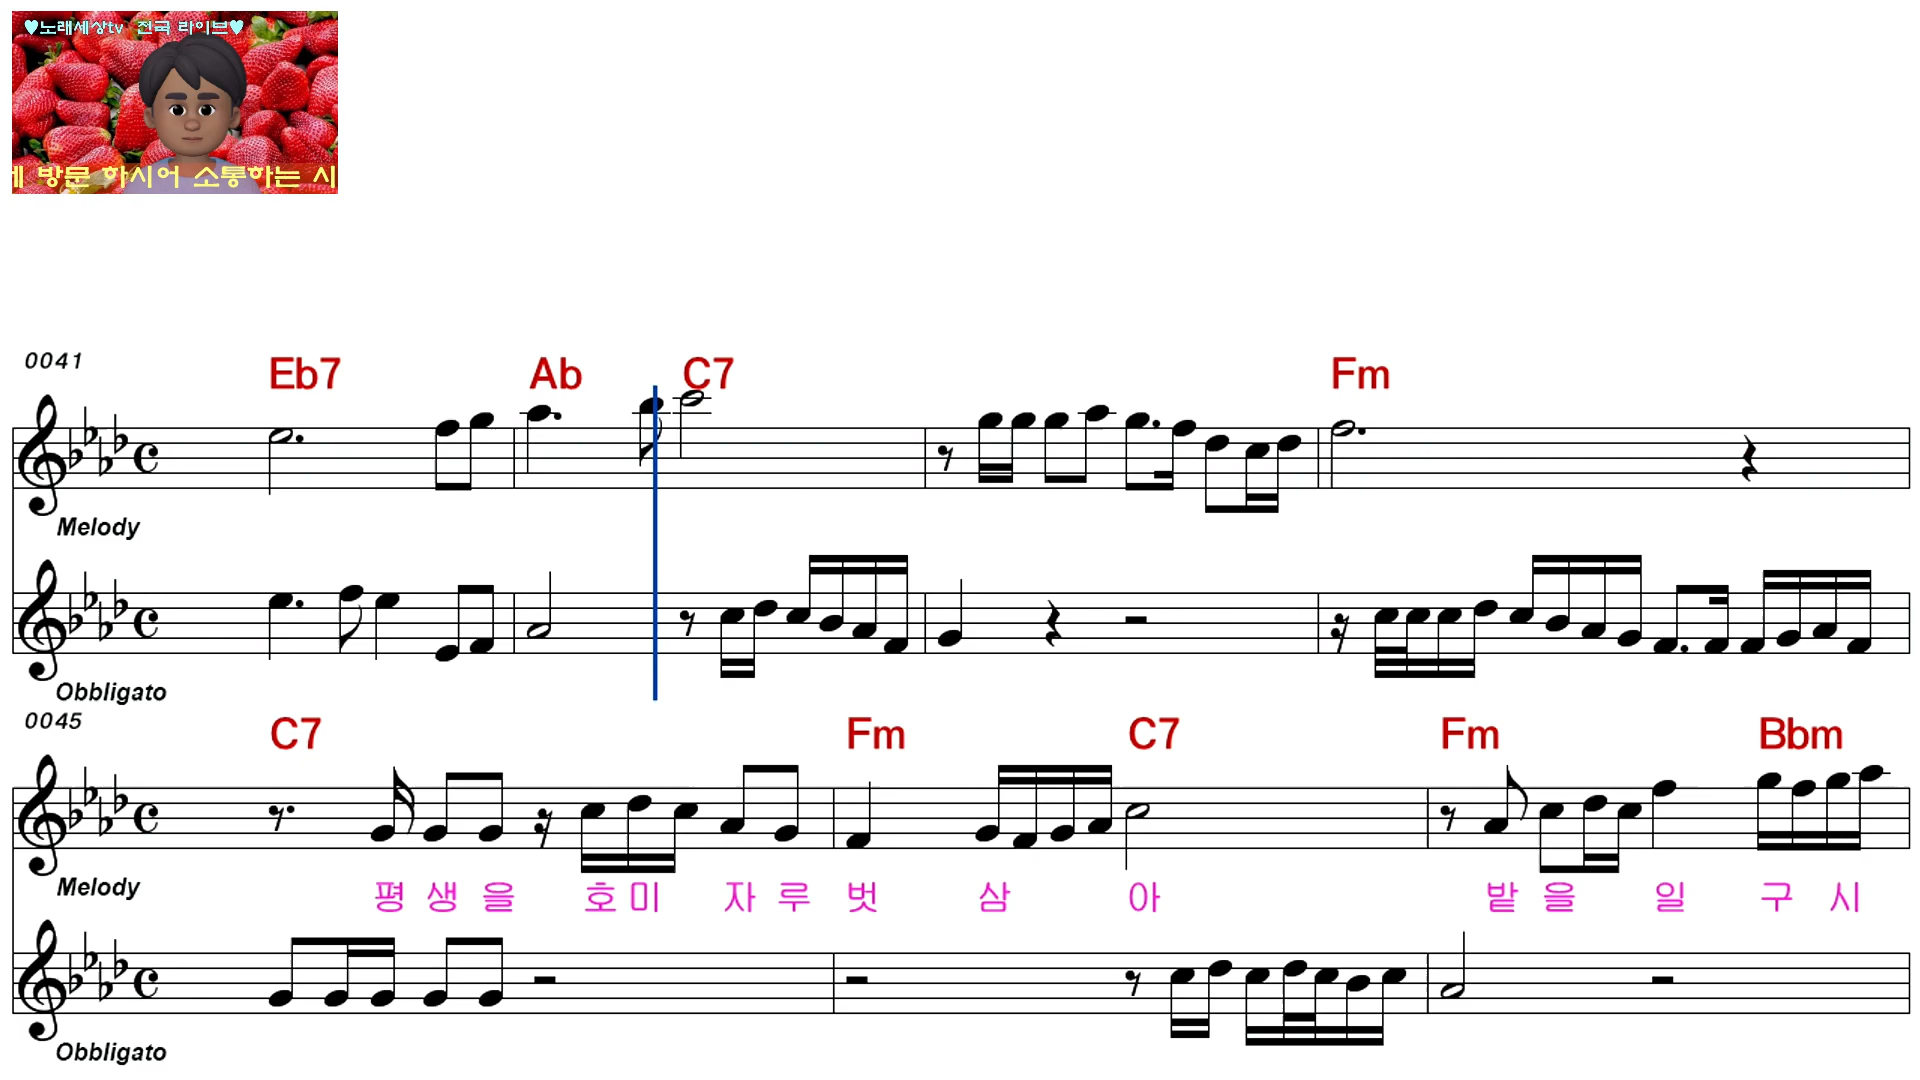 ♥노래세상tv 전국 라이브♥
방문 하시어 소통하는 시
0041
Eb7 Ab C7 Fm
Melody
Obbligato
0045
C7 Fm C7 Fm Bbm
Melody
평 생 을 호 미 자 루 벗 삼 아 밭 을 일 구 시
Obbligato